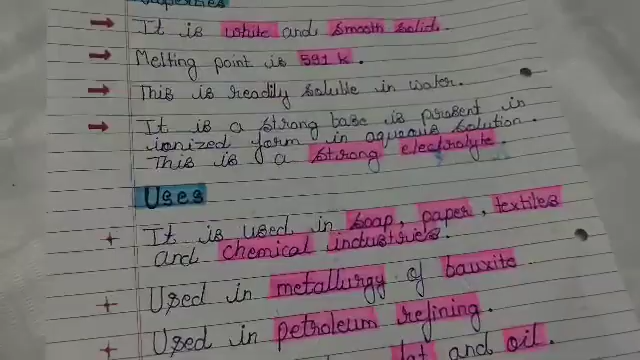 Properties
→ It is white and smooth solid.
→ Melting point is 591 k.
→ This is readily soluble in water.
→ It is a strong base is present in
ionized form in aqueous solution.
This is a strong electrolyte.
Uses
+ It is used in soap, paper, textiles
and chemical industries.
+ Used in metallurgy of bauxite
+ Used in petroleum refining.
+ and oil.